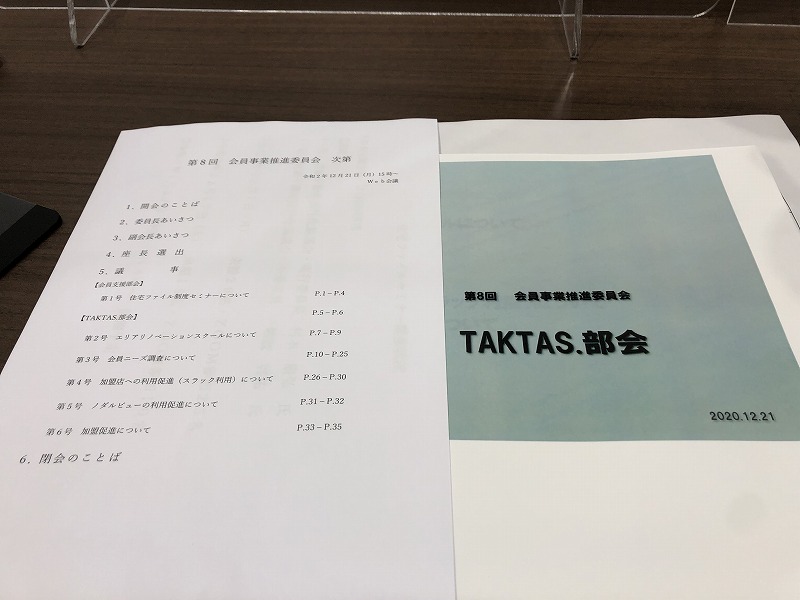 第８回　会員事業推進委員会　次第
令和２年12月21日（月）15時～
Ｗｅｂ会議
１．開会のことば
２．委員長あいさつ
３．副会長あいさつ
４．座　長　選　出
５．議　　　　事
【会員支援部会】
第１号　住宅ファイル制度セミナーについて　P.1－P.4
【TAKTAS.部会】　P.5－P.6
第２号　エリアリノベーションスクールについて　P.7－P.9
第３号　会員ニーズ調査について　P.10－P.25
第４号　加盟店への利用促進（スラック利用）について　P.26－P.30
第５号　ノダルビューの利用促進について　P.31－P.32
第６号　加盟促進について　P.33－P.35
６．閉会のことば
第8回　会員事業推進委員会
TAKTAS.部会
2020.12.21